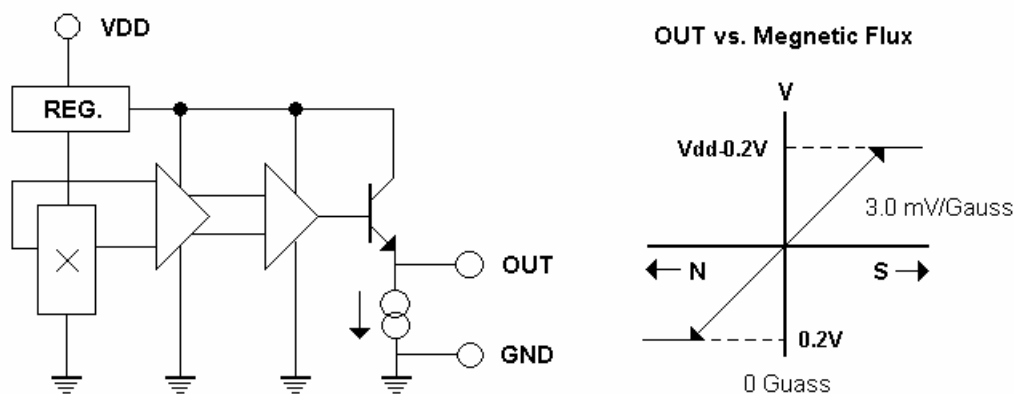 VDD
REG.
OUT
GND
OUT vs. Megnetic Flux
V
Vdd-0.2V
3.0 mV/Gauss
N
S
0.2V
0 Guass